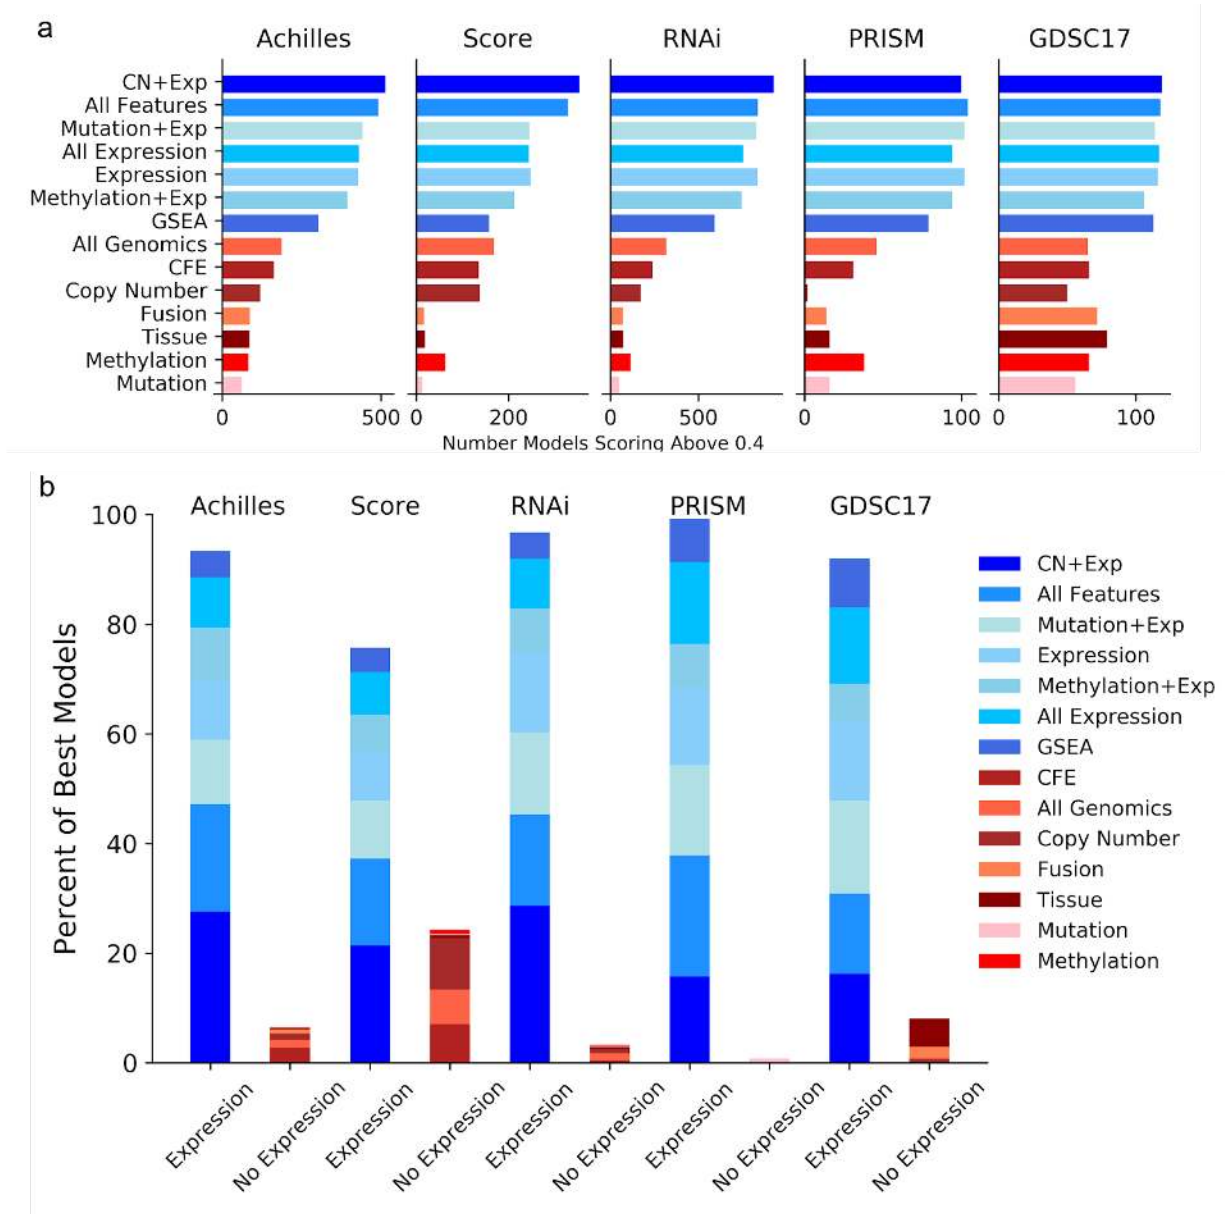 a
Achilles Score RNAi PRISM GDSC17
CN+Exp
All Features
Mutation+Exp
All Expression
Expression
Methylation+Exp
GSEA
All Genomics
CFE
Copy Number
Fusion
Tissue
Methylation
Mutation
0 500 0 200 0 500 0 100 0 100
Number Models Scoring Above 0.4
b
Achilles Score RNAi PRISM GDSC17
Percent of Best Models
100
80
60
40
20
0
CN+Exp
All Features
Mutation+Exp
Expression
Methylation+Exp
All Expression
GSEA
CFE
All Genomics
Copy Number
Fusion
Tissue
Mutation
Methylation
Expression No Expression Expression No Expression Expression No Expression Expression No Expression Expression No Expression